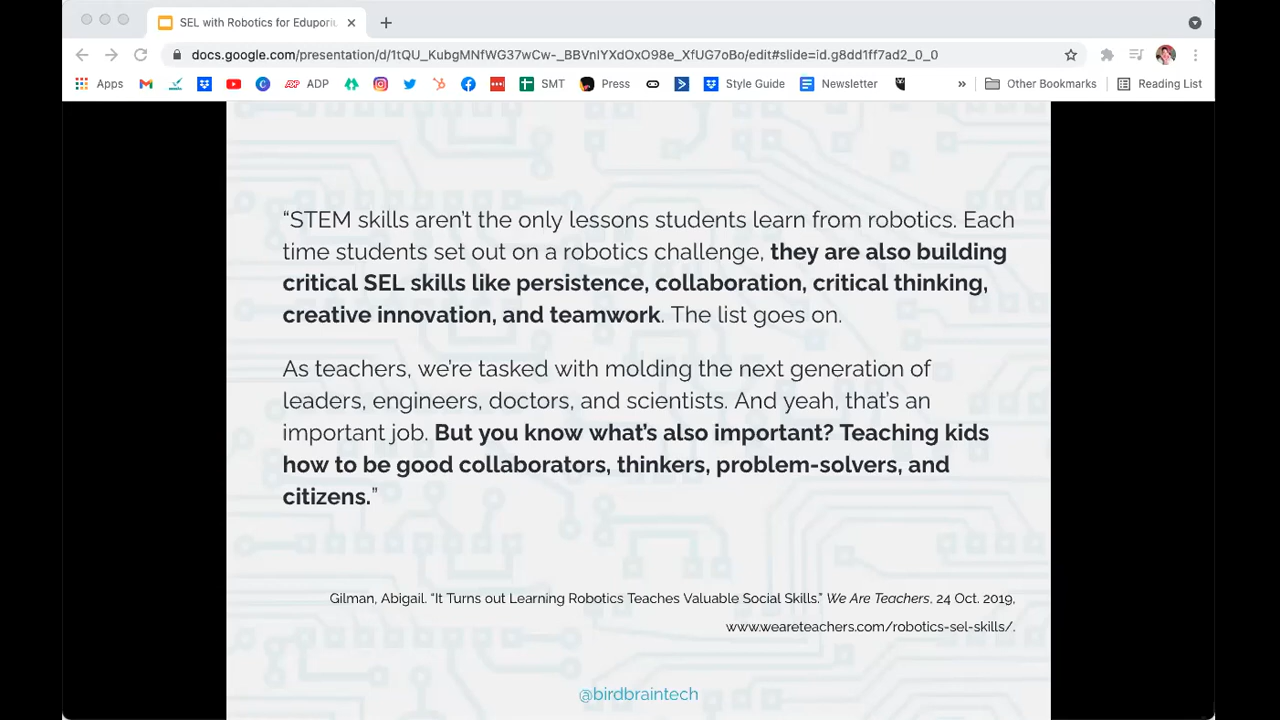 SEL with Robotics for Eduporiu
docs.google.com/presentation/d/1tQU_KubgMNfWG37wCw-_BBVnIYXdOxO98e_XfUG7oBo/edit#slide=id.g8dd1ff7ad2_0_0
Apps ADP SMT Press Style Guide Newsletter » Other Bookmarks Reading List
“STEM skills aren’t the only lessons students learn from robotics. Each
time students set out on a robotics challenge, they are also building
critical SEL skills like persistence, collaboration, critical thinking,
creative innovation, and teamwork. The list goes on.
As teachers, we’re tasked with molding the next generation of
leaders, engineers, doctors, and scientists. And yeah, that’s an
important job. But you know what’s also important? Teaching kids
how to be good collaborators, thinkers, problem-solvers, and
citizens.”
Gilman, Abigail. “It Turns out Learning Robotics Teaches Valuable Social Skills.” We Are Teachers, 24 Oct. 2019,
www.weareteachers.com/robotics-sel-skills/.
@birdbraintech